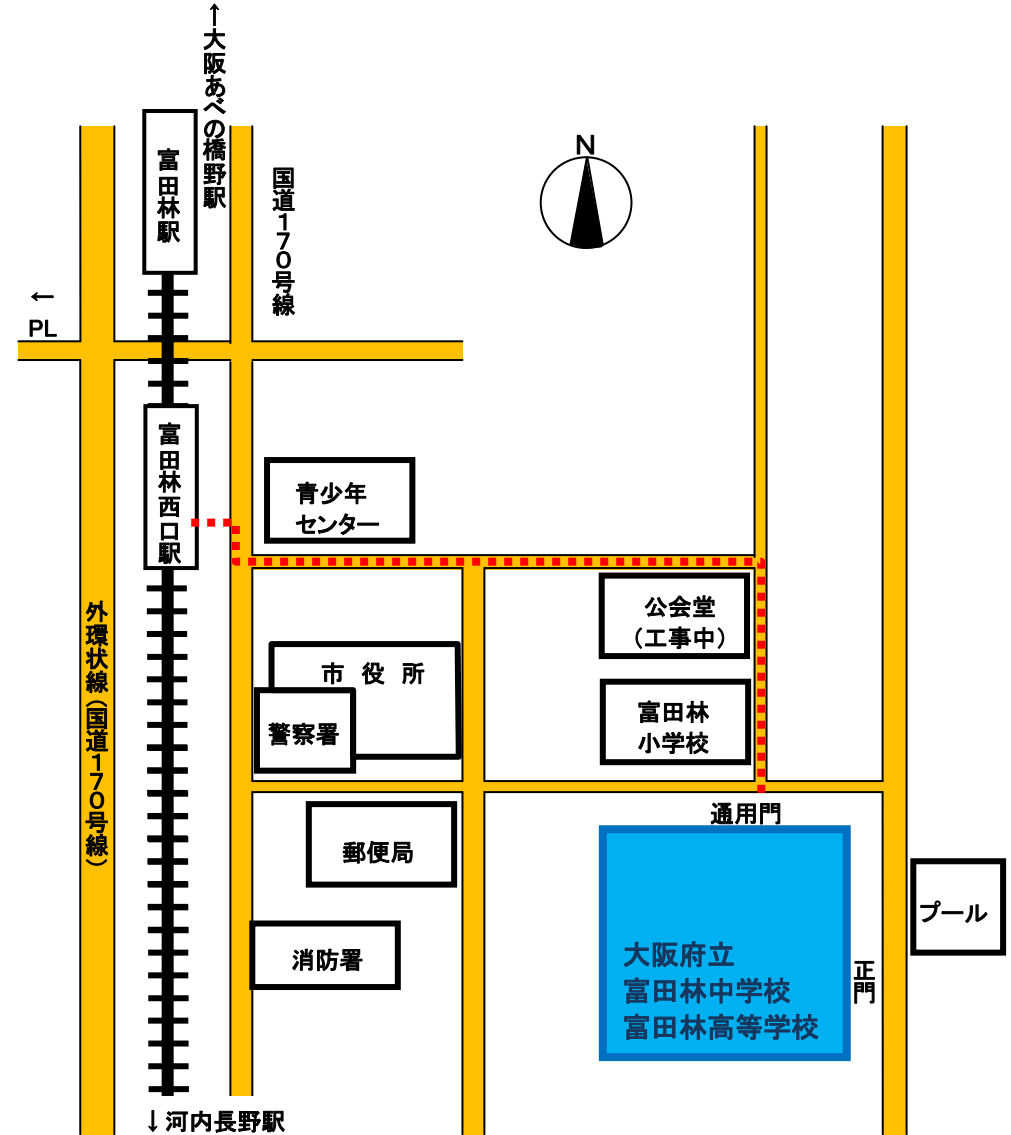 ↑大阪あべの橋野駅
富田林駅
国道170号線
N
←
PL
富田林西口駅
青少年
センター
公会堂
（工事中）
外環状線（国道170号線）
市役所
警察署
富田林
小学校
通用門
郵便局
プール
消防署
大阪府立
富田林中学校
富田林高等学校
正門
↓河内長野駅